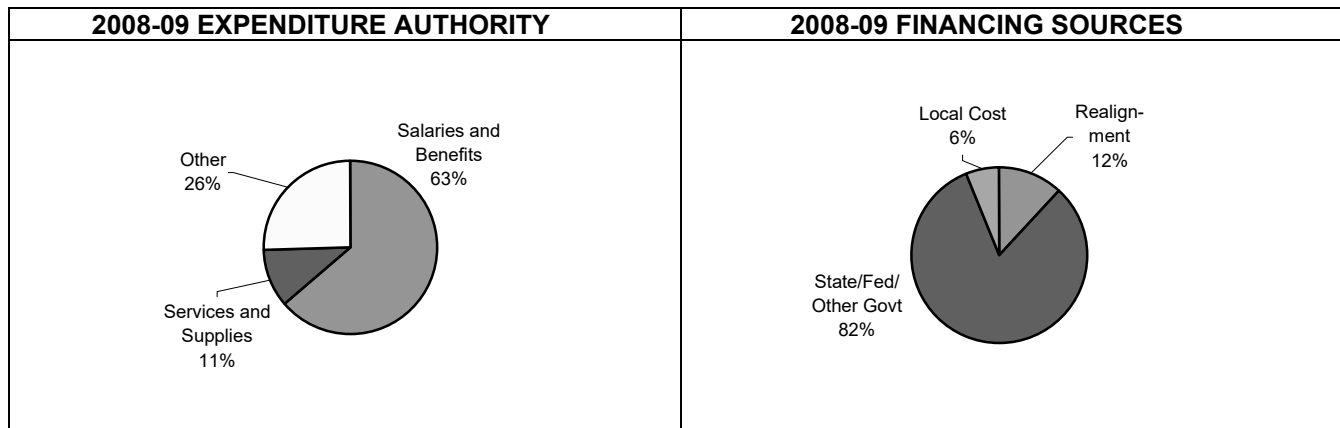 2008-09 EXPENDITURE AUTHORITY
2008-09 FINANCING SOURCES
Salaries and
Benefits
63%
Other
26%
Services and
Supplies
11%
Local Cost
6%
Realign-
ment
12%
State/Fed/
Other Govt
82%